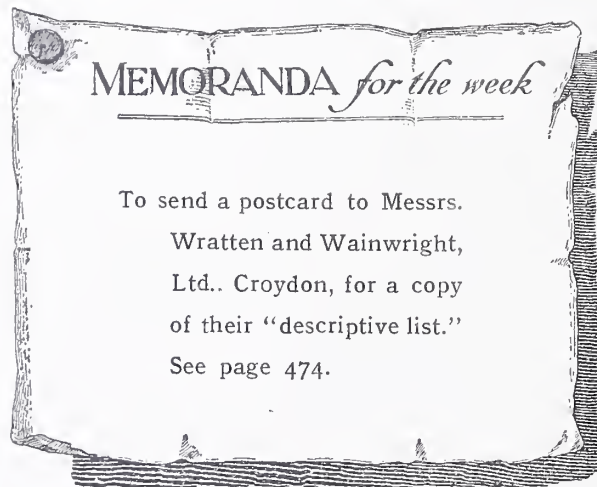 MEMORANDA for the week
To send a postcard to Messrs.
Wratten and Wainwright,
Ltd.. Croydon, for a copy
of their “descriptive list.”
See page 474.